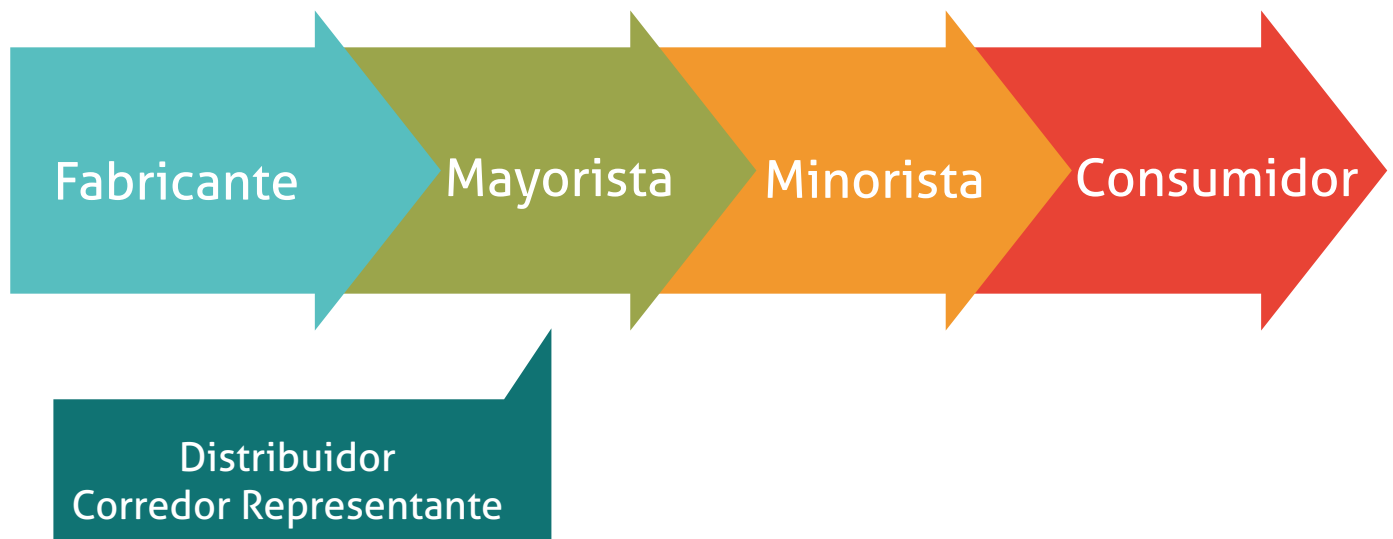 Fabricante
Mayorista
Minorista
Consumidor
Distribuidor
Corredor Representante